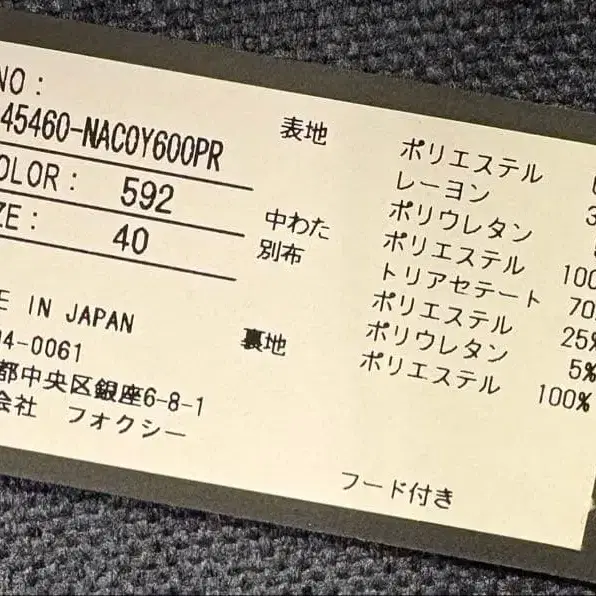 NO:
45460-NACOY600PR
OLOR: 592
ZE: 40
E IN JAPAN
04-0061
都中央区銀座6-8-1
会社 フオクシー
表地 ポリエステル
レーヨン 3
ポリウレタン
中わた ポリエステル 100
別布 トリアセテート 70
ポリエステル 25%
ポリウレタン 5%
裏地 ポリエステル 100%
フード付き